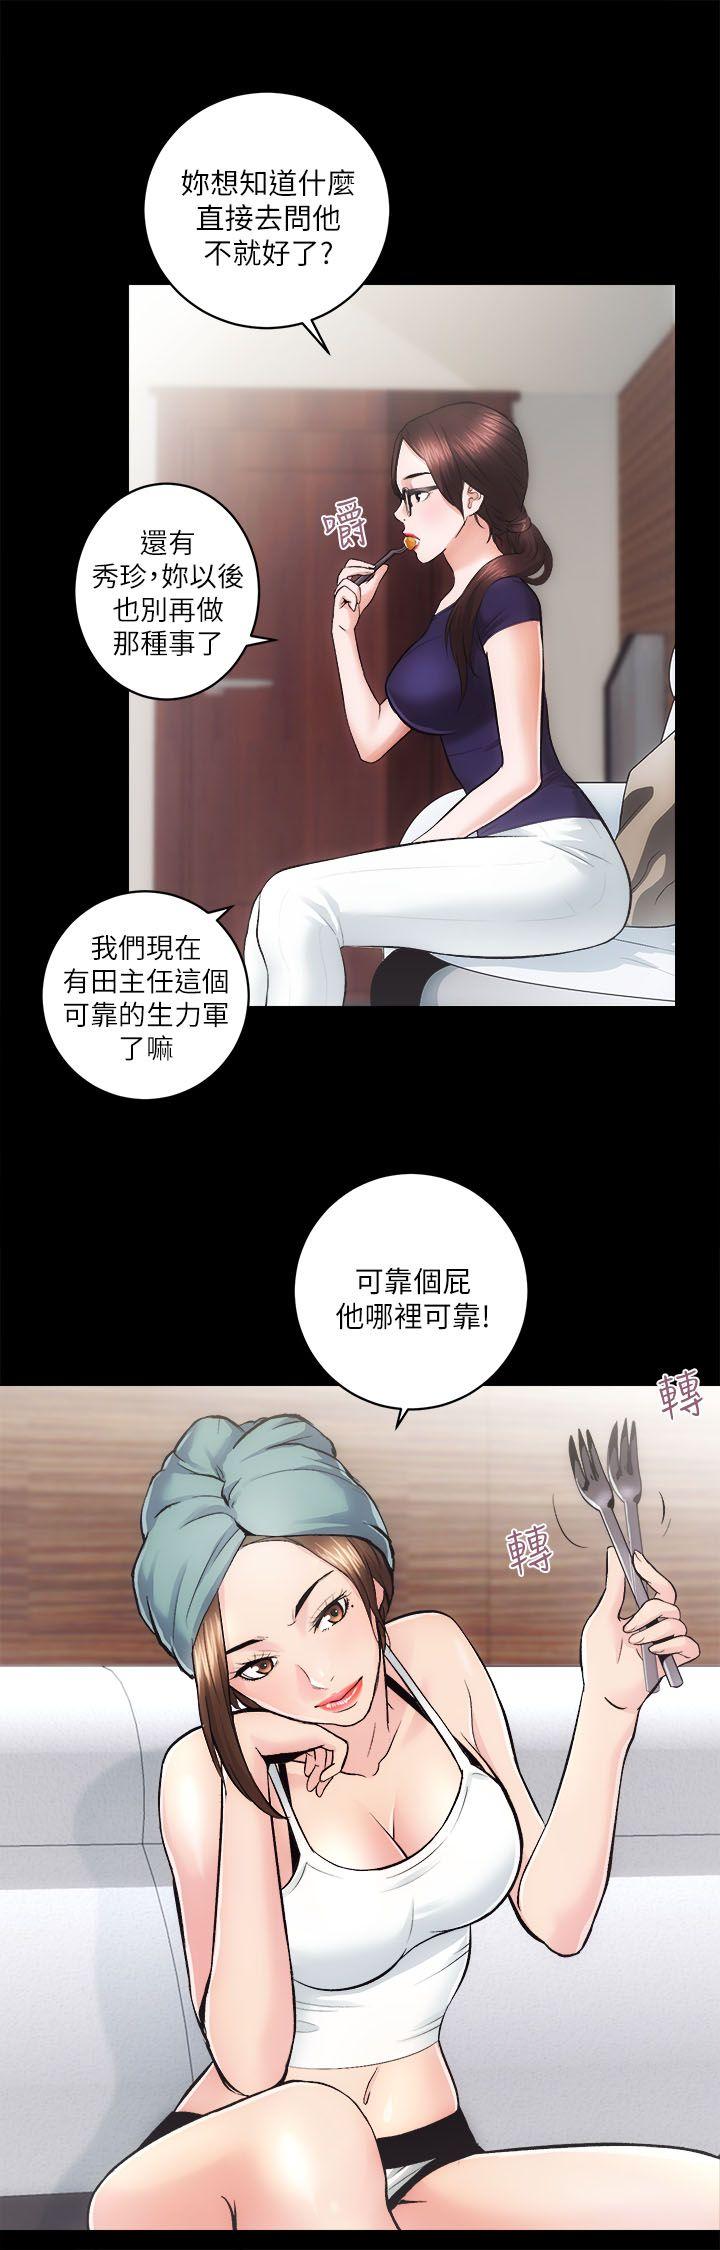 妳想知道什麼
直接去問他
不就好了?
嚼
還有
秀珍,妳以後
也別再做
那種事了
我們現在
有田主任這個
可靠的生力軍
了嘛
可靠個屁
他哪裡可靠!
轉
轉